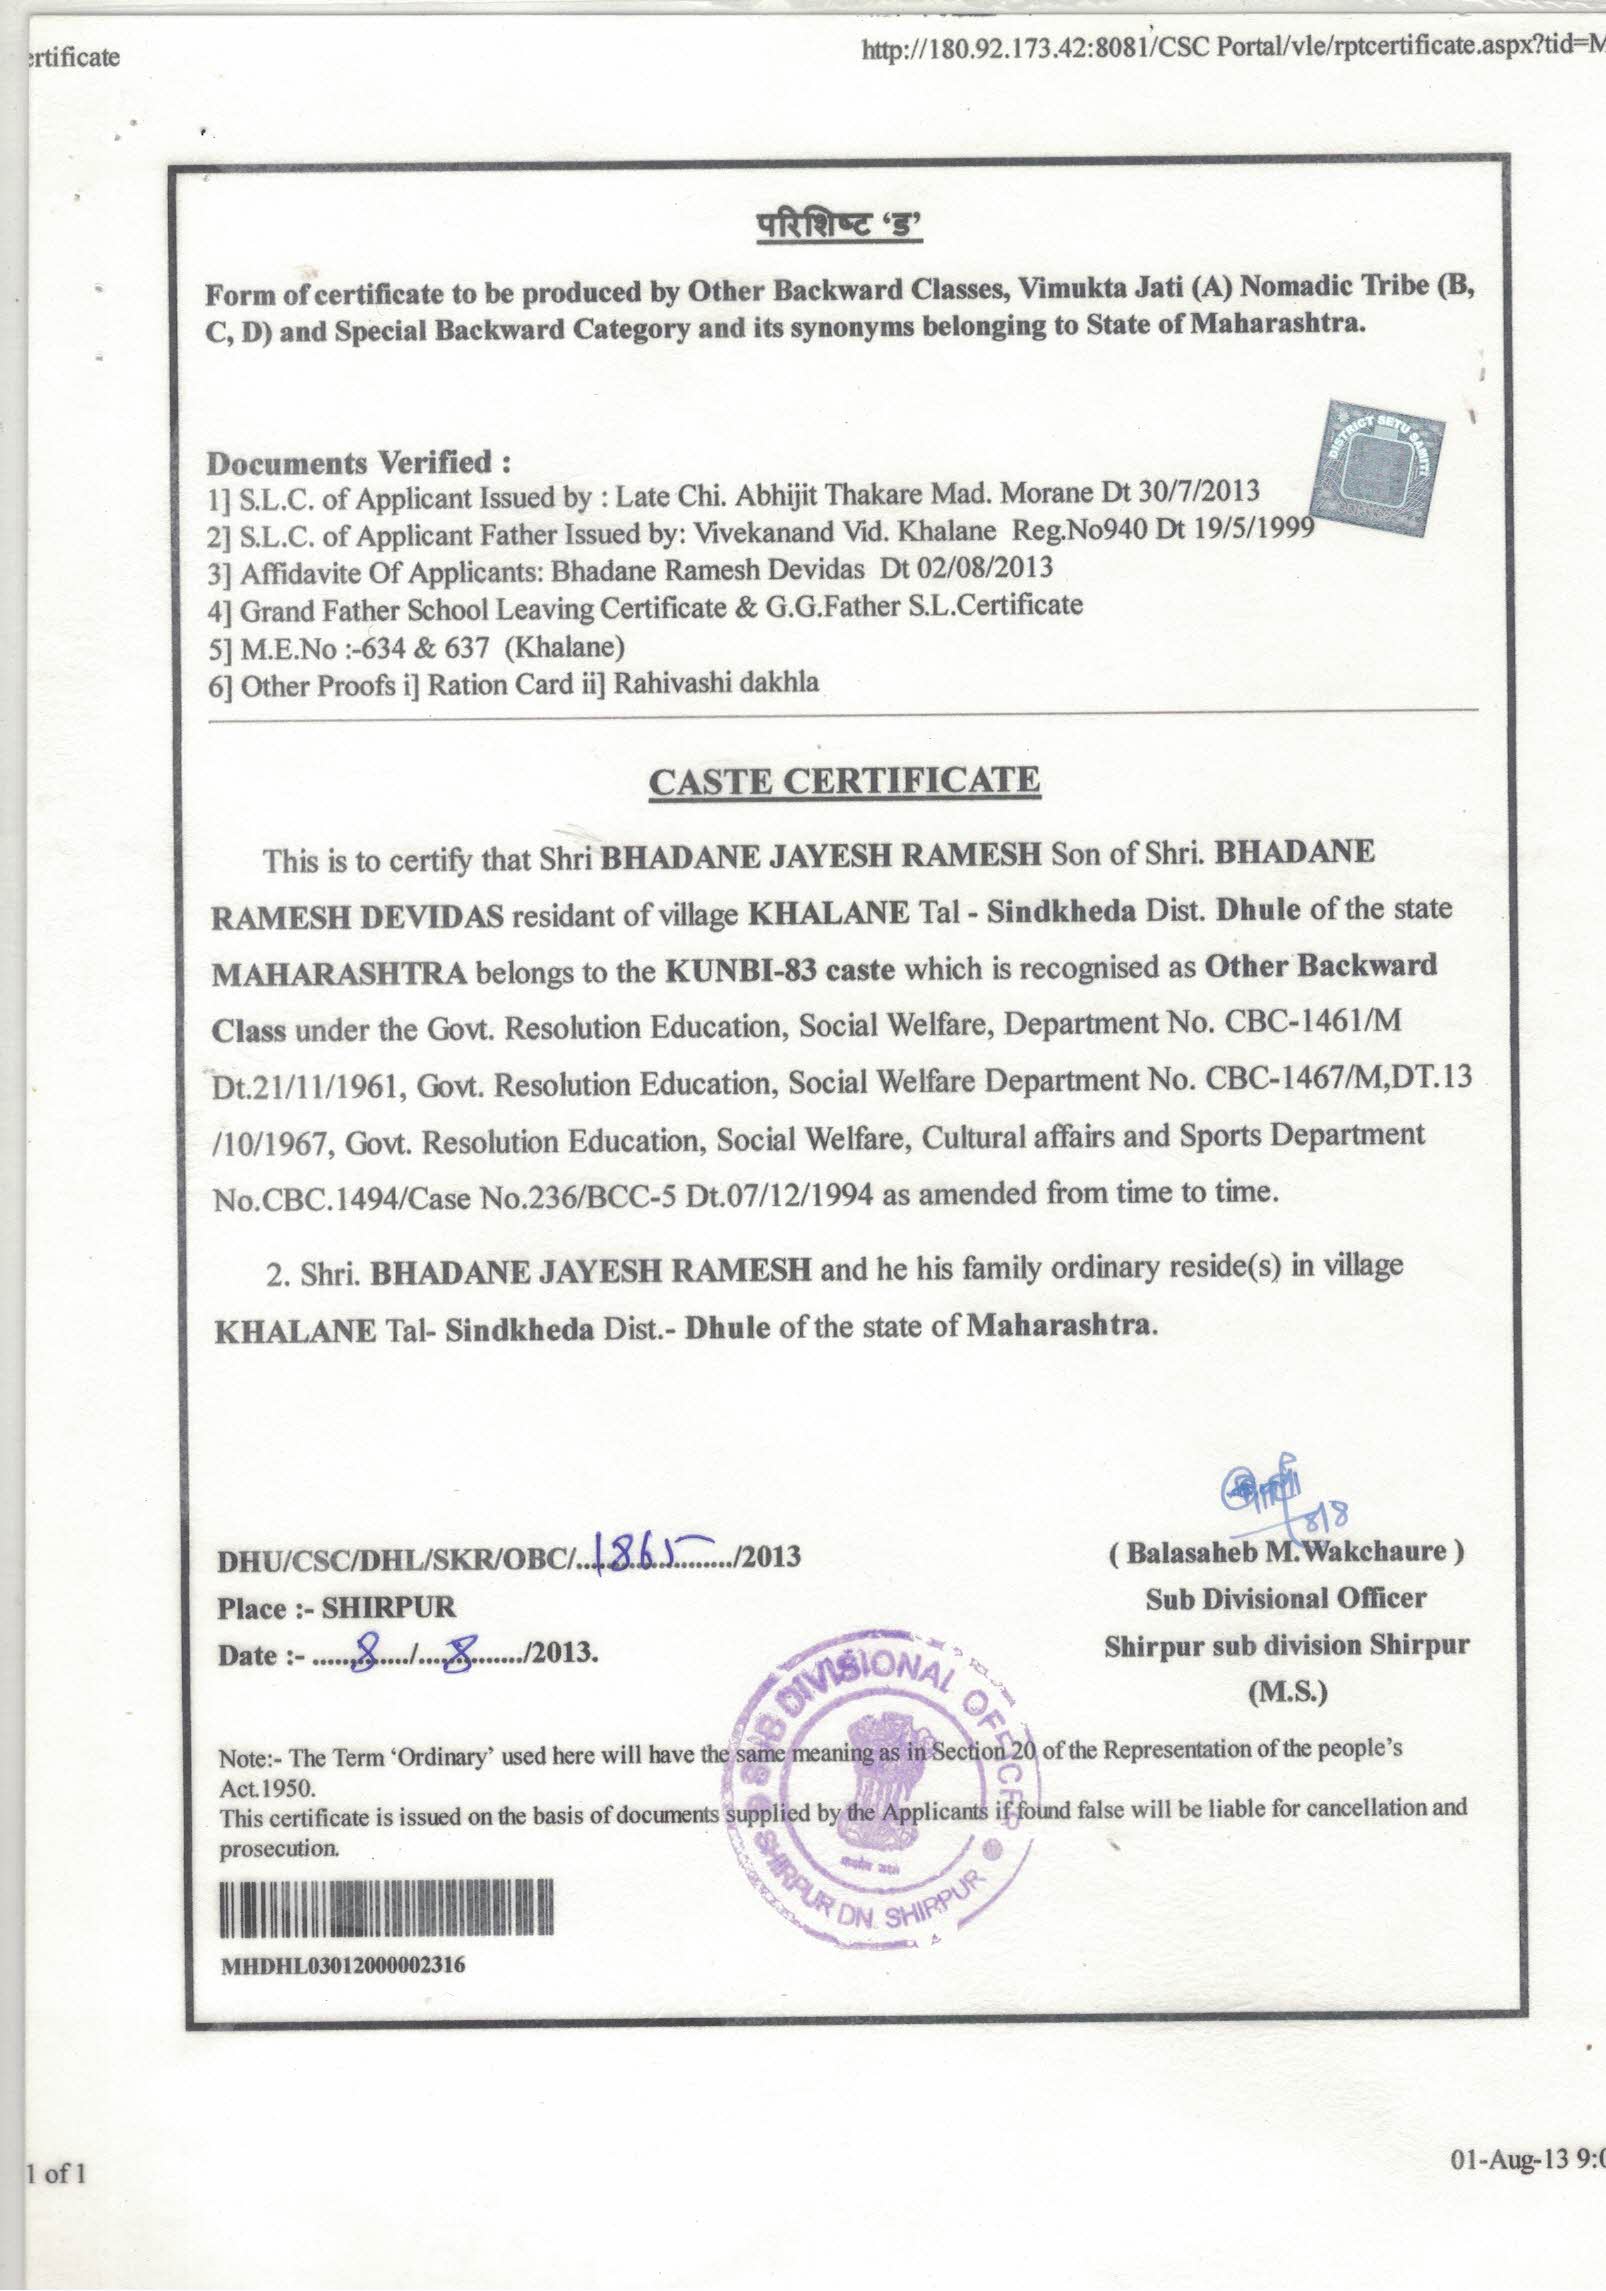 ertificate
http://180.92.173.42:8081/CSC Portal/vle/rptcertificate.aspx?tid=M
परिशिष्ट ‘ड’
Form of certificate to be produced by Other Backward Classes, Vimukta Jati (A) Nomadic Tribe (B,
C, D) and Special Backward Category and its synonyms belonging to State of Maharashtra.
DISTRICT SETU SAMITI
Documents Verified :
1] S.L.C. of Applicant Issued by : Late Chi. Abhijit Thakare Mad. Morane Dt 30/7/2013
2] S.L.C. of Applicant Father Issued by: Vivekanand Vid. Khalane Reg.No940 Dt 19/5/1999
3] Affidavite Of Applicants: Bhadane Ramesh Devidas Dt 02/08/2013
4] Grand Father School Leaving Certificate & G.G.Father S.L.Certificate
5] M.E.No :-634 & 637 (Khalane)
6] Other Proofs i] Ration Card ii] Rahivashi dakhla
CASTE CERTIFICATE
This is to certify that Shri BHADANE JAYESH RAMESH Son of Shri. BHADANE
RAMESH DEVIDAS residant of village KHALANE Tal - Sindkheda Dist. Dhule of the state
MAHARASHTRA belongs to the KUNBI-83 caste which is recognised as Other Backward
Class under the Govt. Resolution Education, Social Welfare, Department No. CBC-1461/M
Dt.21/11/1961, Govt. Resolution Education, Social Welfare Department No. CBC-1467/M,DT.13
/10/1967, Govt. Resolution Education, Social Welfare, Cultural affairs and Sports Department
No.CBC.1494/Case No.236/BCC-5 Dt.07/12/1994 as amended from time to time.
2. Shri. BHADANE JAYESH RAMESH and he his family ordinary reside(s) in village
KHALANE Tal- Sindkheda Dist.- Dhule of the state of Maharashtra.
8/8
DHU/CSC/DHL/SKR/OBC/....1865....../2013
( Balasaheb M.Wakchaure )
Place :- SHIRPUR
Sub Divisional Officer
Date :- ......8....../......8......./2013.
Shirpur sub division Shirpur
(M.S.)
SUB DIVISIONAL OFFICER
SHIRPUR DN. SHIRPUR
Note:- The Term ‘Ordinary’ used here will have the same meaning as in Section 20 of the Representation of the people’s
Act.1950.
This certificate is issued on the basis of documents supplied by the Applicants if found false will be liable for cancellation and
prosecution.
MHDHL03012000002316
1 of 1
01-Aug-13 9:0